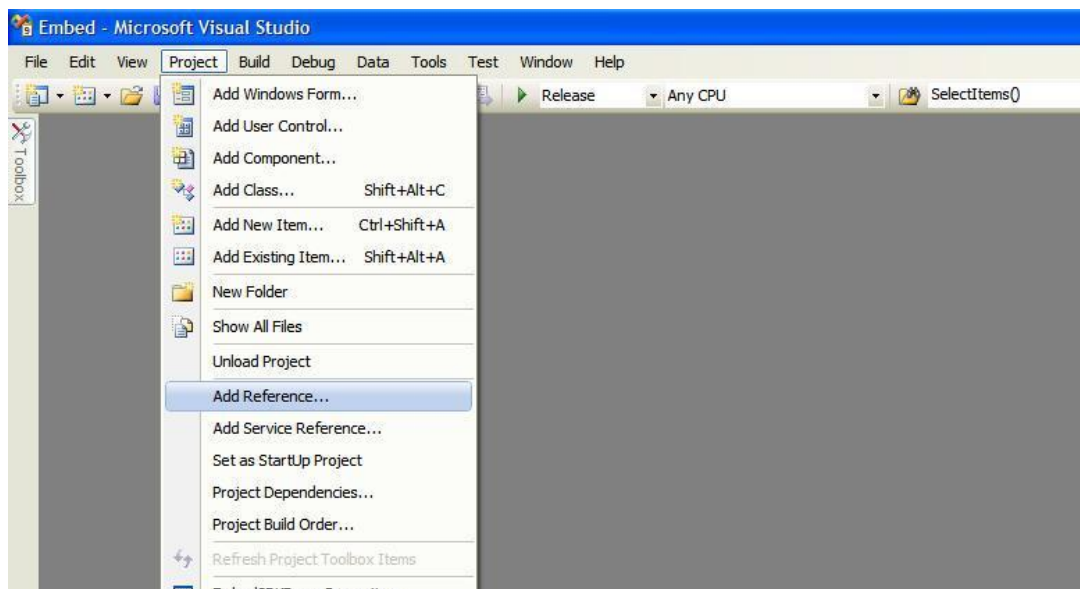 Embed - Microsoft Visual Studio
File Edit View Project Build Debug Data Tools Test Window Help
Release Any CPU SelectItems()
Toolbox
Add Windows Form...
Add User Control...
Add Component...
Add Class... Shift+Alt+C
Add New Item... Ctrl+Shift+A
Add Existing Item... Shift+Alt+A
New Folder
Show All Files
Unload Project
Add Reference...
Add Service Reference...
Set as StartUp Project
Project Dependencies...
Project Build Order...
Refresh Project Toolbox Items